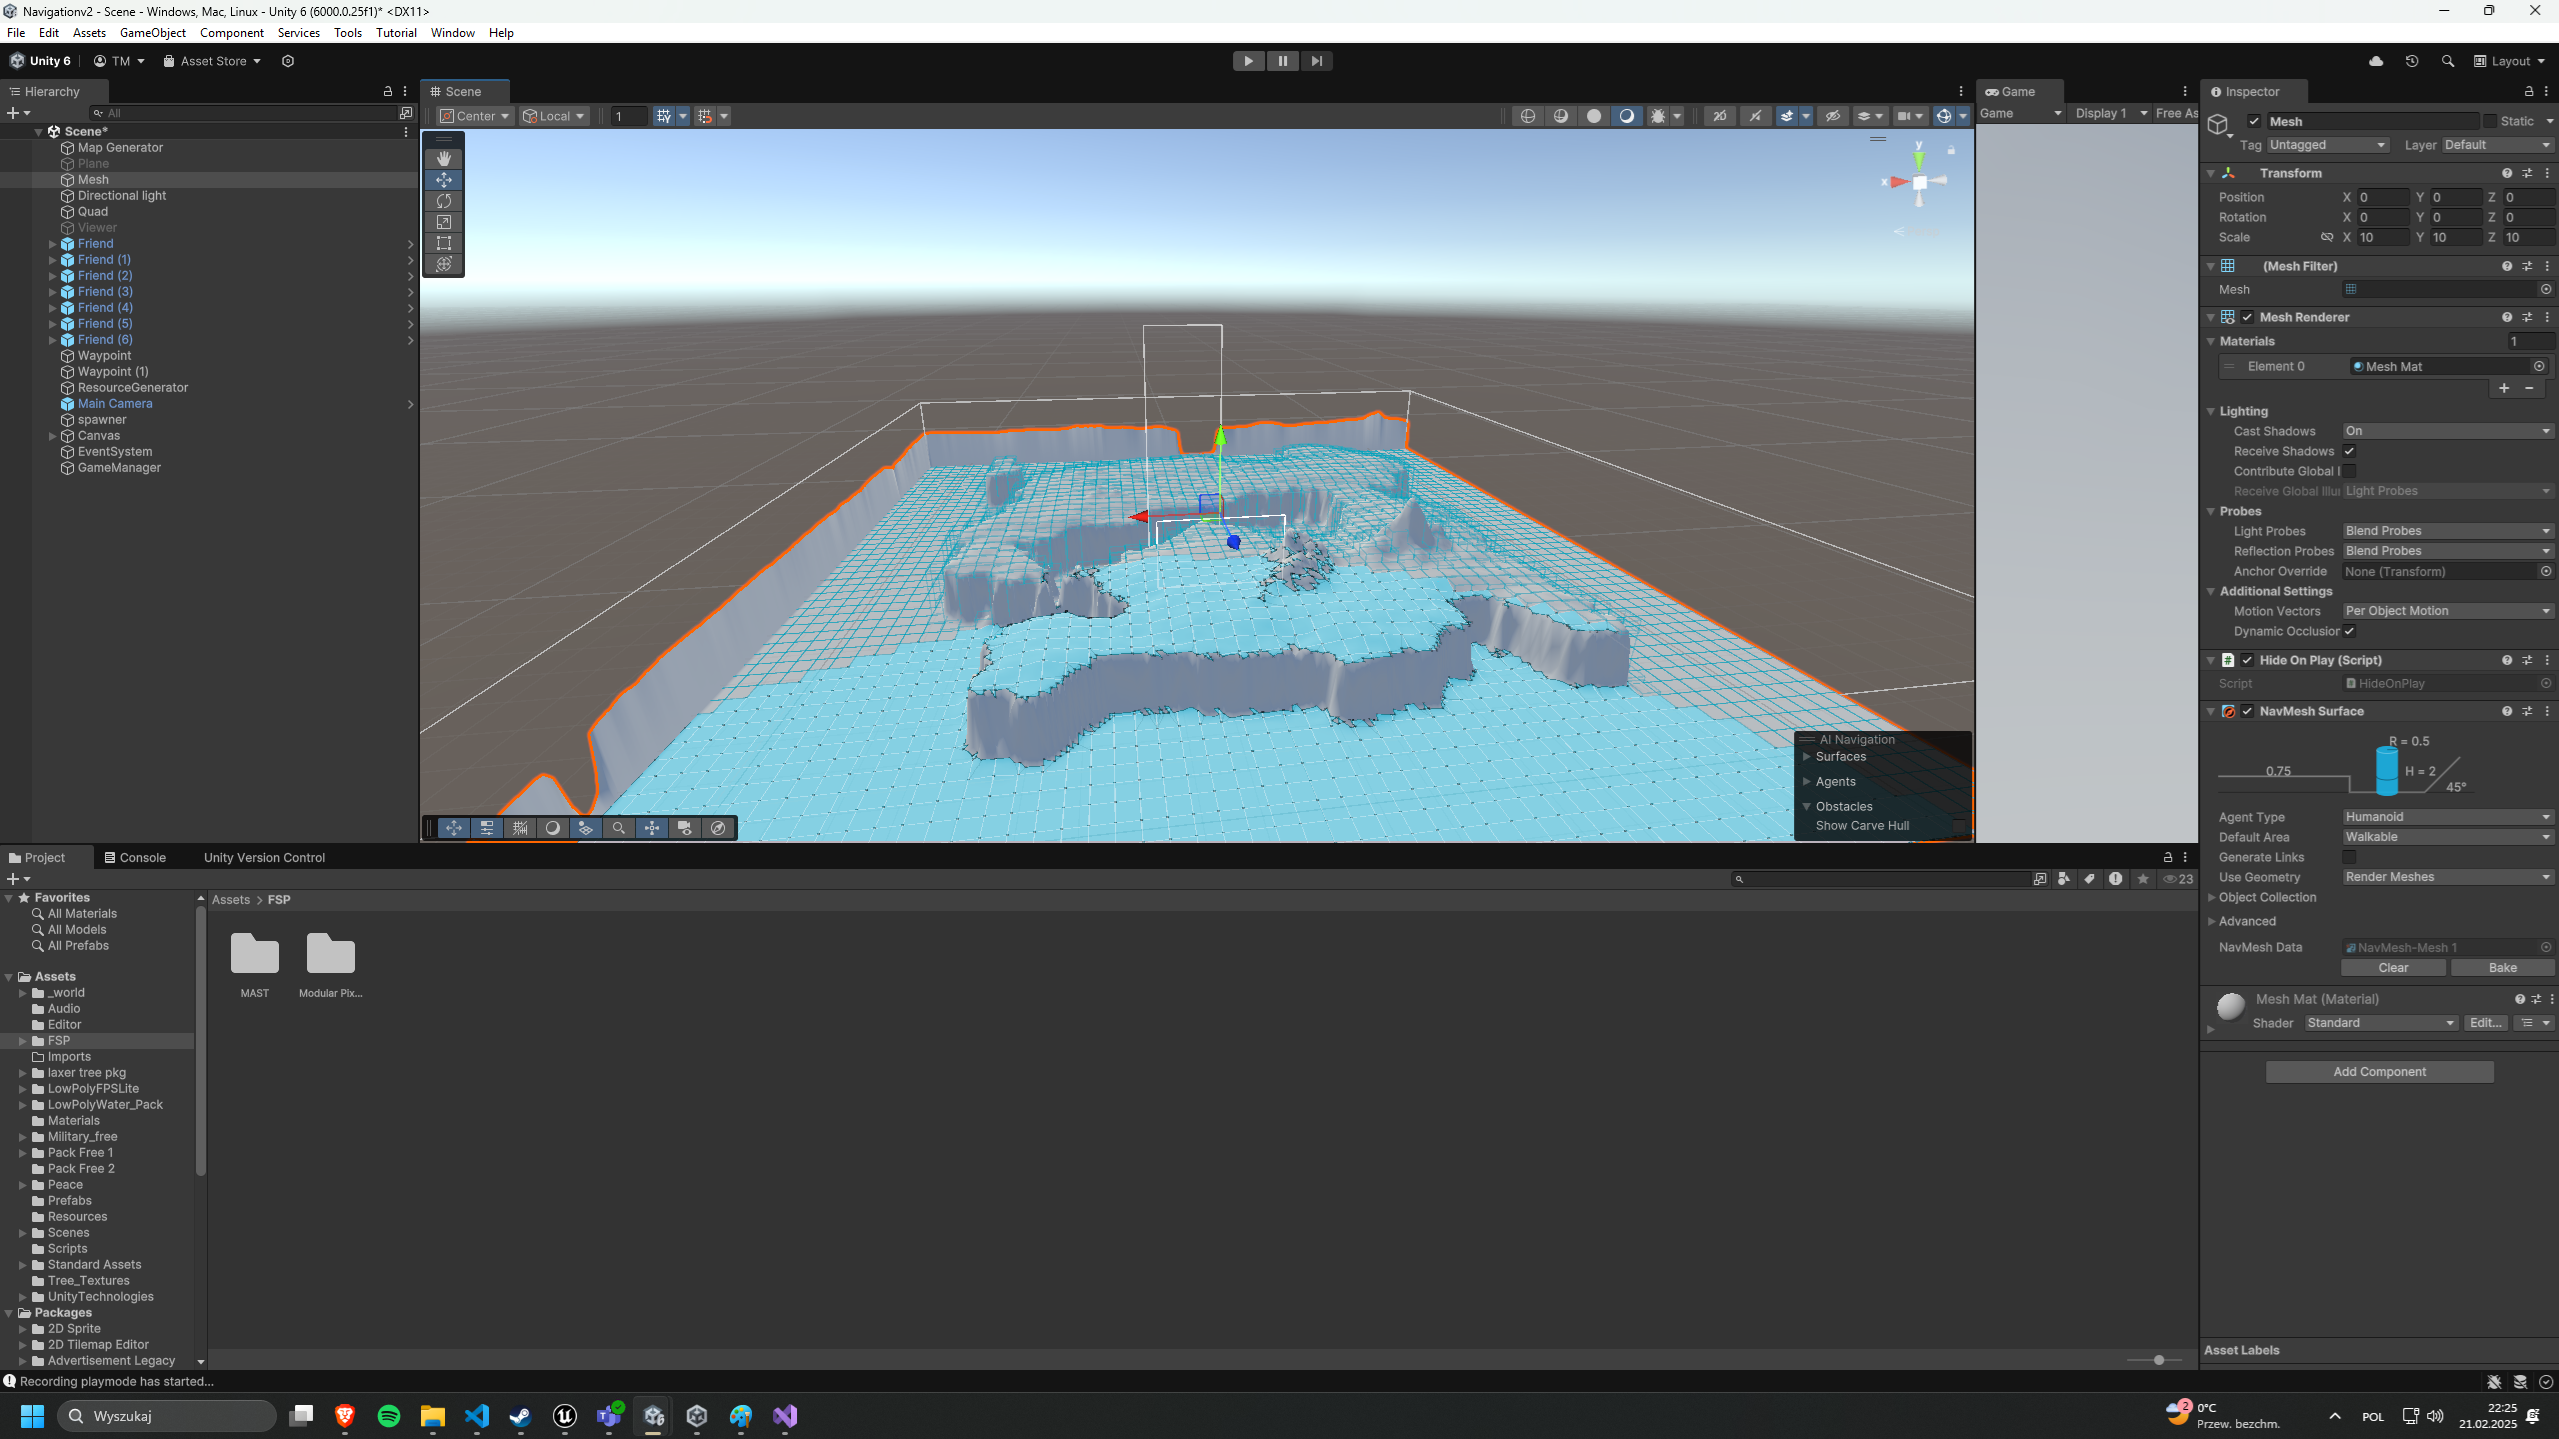 Navigationv2 - Scene - Windows, Mac, Linux - Unity 6 (6000.0.25f1)* <DX11>
File Edit Assets GameObject Component Services Tools Tutorial Window Help
Unity 6 TM Asset Store Layout
Hierarchy
All
Scene*
Map Generator
Plane
Mesh
Directional light
Quad
Viewer
Friend
Friend (1)
Friend (2)
Friend (3)
Friend (4)
Friend (5)
Friend (6)
Waypoint
Waypoint (1)
ResourceGenerator
Main Camera
spawner
Canvas
EventSystem
GameManager
Scene
Center Local 1 2D
y
x
AI Navigation
Surfaces
Agents
Obstacles
Show Carve Hull
Game
Game Display 1 Free As
Inspector
Mesh Static
Tag Untagged Layer Default
Transform
Position X 0 Y 0 Z 0
Rotation X 0 Y 0 Z 0
Scale X 10 Y 10 Z 10
(Mesh Filter)
Mesh
Mesh Renderer
Materials 1
Element 0 Mesh Mat
Lighting
Cast Shadows On
Receive Shadows
Contribute Global I
Receive Global Illu Light Probes
Probes
Light Probes Blend Probes
Reflection Probes Blend Probes
Anchor Override None (Transform)
Additional Settings
Motion Vectors Per Object Motion
Dynamic Occlusion
Hide On Play (Script)
Script HideOnPlay
NavMesh Surface
R = 0.5
0.75 H = 2 45°
Agent Type Humanoid
Default Area Walkable
Generate Links
Use Geometry Render Meshes
Object Collection
Advanced
NavMesh Data NavMesh-Mesh 1
Clear Bake
Mesh Mat (Material)
Shader Standard Edit...
Add Component
Asset Labels
Project Console Unity Version Control
23
Favorites
All Materials
All Models
All Prefabs
Assets
_world
Audio
Editor
FSP
Imports
laxer tree pkg
LowPolyFPSLite
LowPolyWater_Pack
Materials
Military_free
Pack Free 1
Pack Free 2
Peace
Prefabs
Resources
Scenes
Scripts
Standard Assets
Tree_Textures
UnityTechnologies
Packages
2D Sprite
2D Tilemap Editor
Advertisement Legacy
Assets > FSP
MAST Modular Pix...
Recording playmode has started...
Wyszukaj
2 0°C
Przew. bezchm.
POL
22:25
21.02.2025